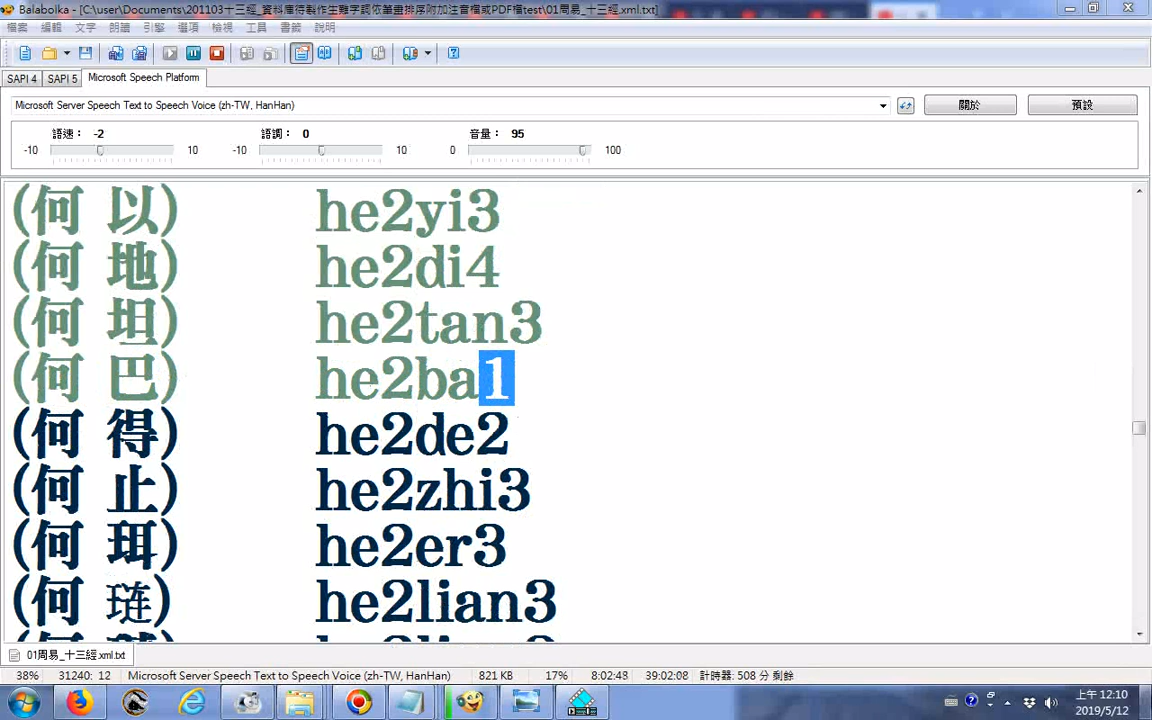 Balabolka - [C:\user\Documents\201103十三經_資料庫待製作生難字詞依筆畫排序附加注音檔或PDF檔test\01周易_十三經.xml.txt]
檔案 編輯 文字 朗讀 引擎 選項 檢視 工具 書籤 說明
SAPI 4 SAPI 5 Microsoft Speech Platform
Microsoft Server Speech Text to Speech Voice (zh-TW, HanHan) 關於 預設
語速： -2 語調： 0 音量： 95
-10 10 -10 10 0 100
(何 以) he2yi3
(何 地) he2di4
(何 坦) he2tan3
(何 巴) he2ba1
(何 得) he2de2
(何 止) he2zhi3
(何 珥) he2er3
(何 琏) he2lian3
01周易_十三經.xml.txt
38% 31240: 12 Microsoft Server Speech Text to Speech Voice (zh-TW, HanHan) 821 KB 17% 8:02:48 39:02:08 計時器: 508 分 剩餘
上午 12:10
2019/5/12